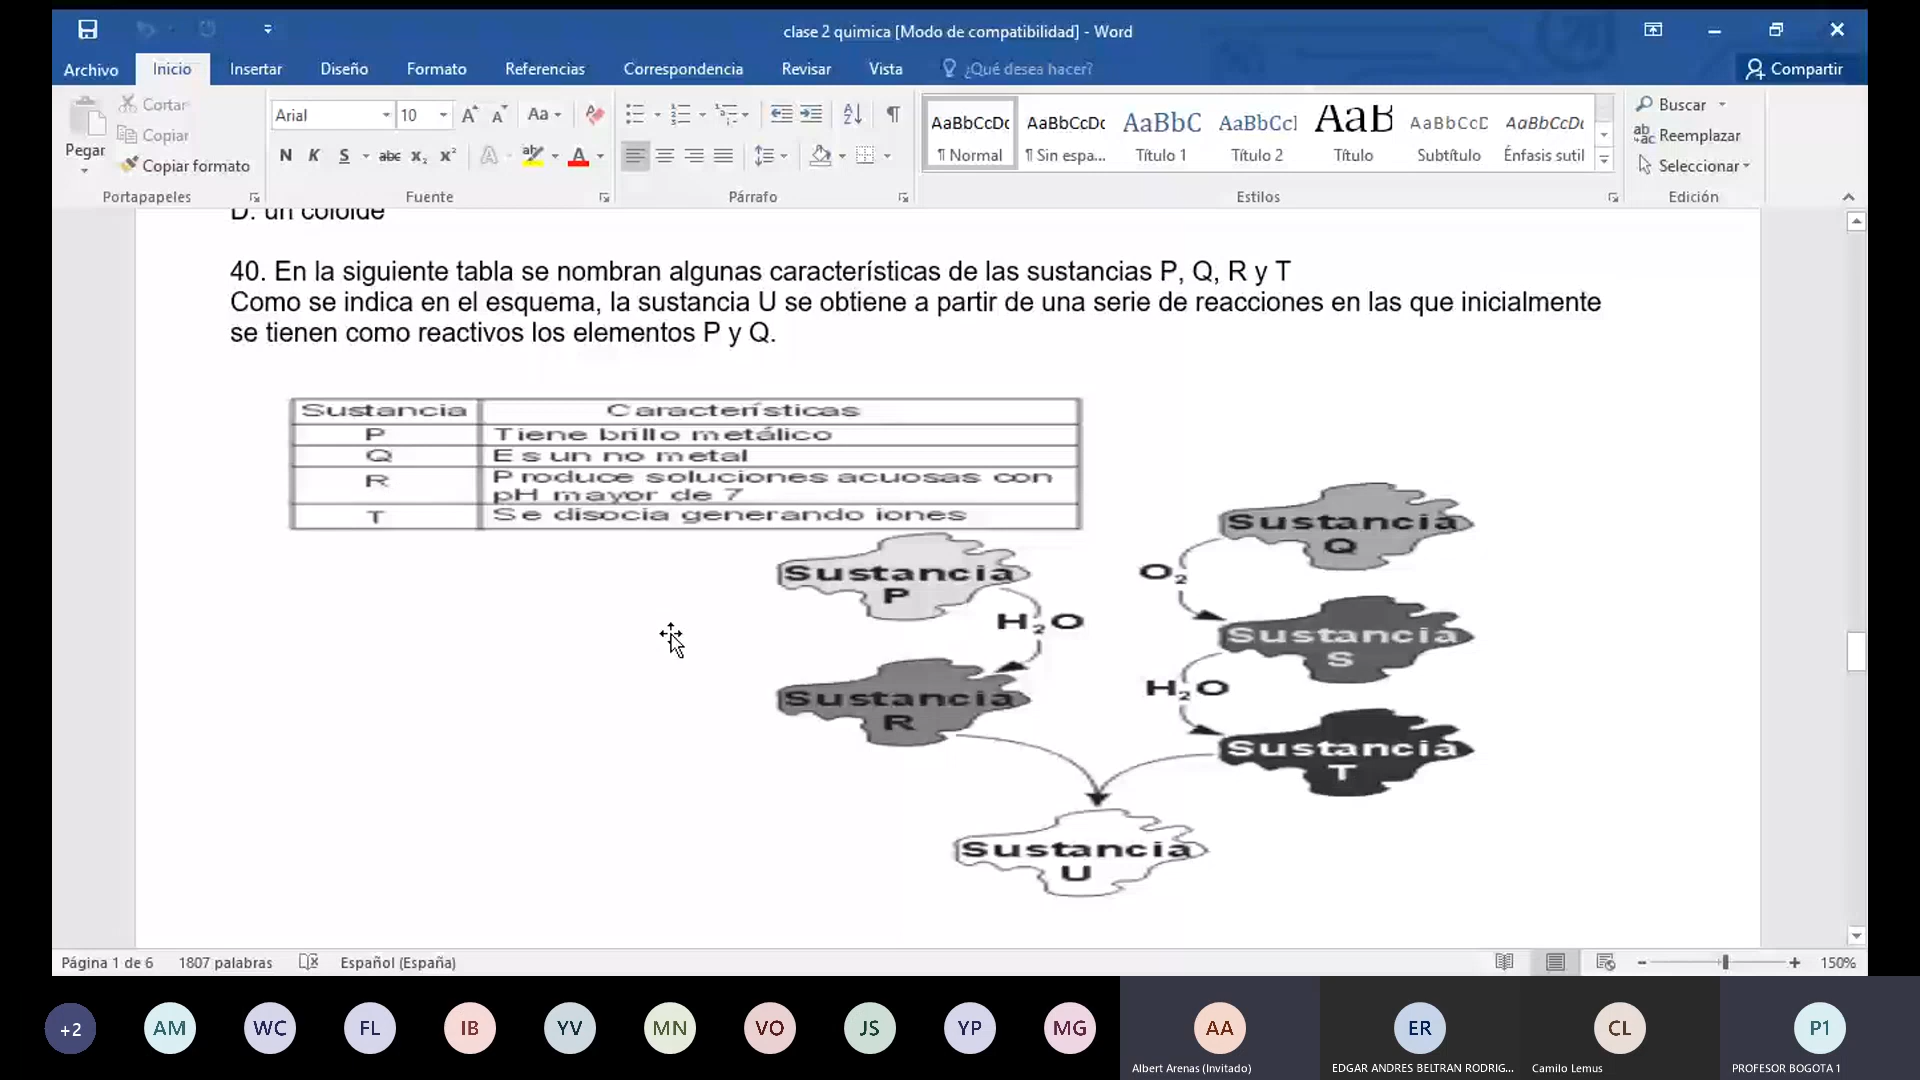 clase 2 quimica [Modo de compatibilidad] - Word
Archivo Inicio Insertar Diseño Formato Referencias Correspondencia Revisar Vista ¿Qué desea hacer? Compartir
Pegar
Cortar
Copiar
Copiar formato
Portapapeles
Arial 10
N K S abc x₂ x² A ab A
Fuente
Párrafo
AaBbCcDc AaBbCcDc AaBbC AaBbCcl AaB AaBbCcD AaBbCcDc
¶ Normal ¶ Sin espa... Título 1 Título 2 Título Subtítulo Énfasis sutil
Estilos
Buscar
Reemplazar
Seleccionar
Edición
D. un coloide
40. En la siguiente tabla se nombran algunas características de las sustancias P, Q, R y T
Como se indica en el esquema, la sustancia U se obtiene a partir de una serie de reacciones en las que inicialmente
se tienen como reactivos los elementos P y Q.
Sustancia Características
P Tiene brillo metálico
Q Es un no metal
R Produce soluciones acuosas con
pH mayor de 7
T Se disocia generando iones
Sustancia
Q
O₂
Sustancia
P
H₂O
Sustancia
S
H₂O
Sustancia
R
Sustancia
T
Sustancia
U
Página 1 de 6 1807 palabras Español (España) 150%
+2 AM WC FL IB YV MN VO JS YP MG AA ER CL P1
Albert Arenas (Invitado) EDGAR ANDRES BELTRAN RODRIG... Camilo Lemus PROFESOR BOGOTA 1